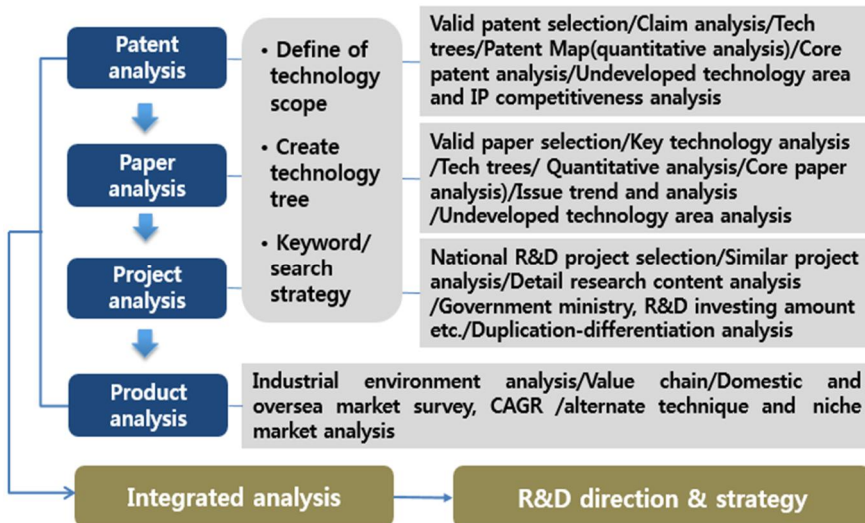 Patent
analysis
• Define of
technology
scope
• Create
technology
tree
• Keyword/
search
strategy
Valid patent selection/Claim analysis/Tech
trees/Patent Map(quantitative analysis)/Core
patent analysis/Undeveloped technology area
and IP competitiveness analysis
Paper
analysis
Valid paper selection/Key technology analysis
/Tech trees/ Quantitative analysis/Core paper
analysis)/Issue trend and analysis
/Undeveloped technology area analysis
Project
analysis
National R&D project selection/Similar project
analysis/Detail research content analysis
/Government ministry, R&D investing amount
etc./Duplication-differentiation analysis
Product
analysis
Industrial environment analysis/Value chain/Domestic and
oversea market survey, CAGR /alternate technique and niche
market analysis
Integrated analysis
R&D direction & strategy